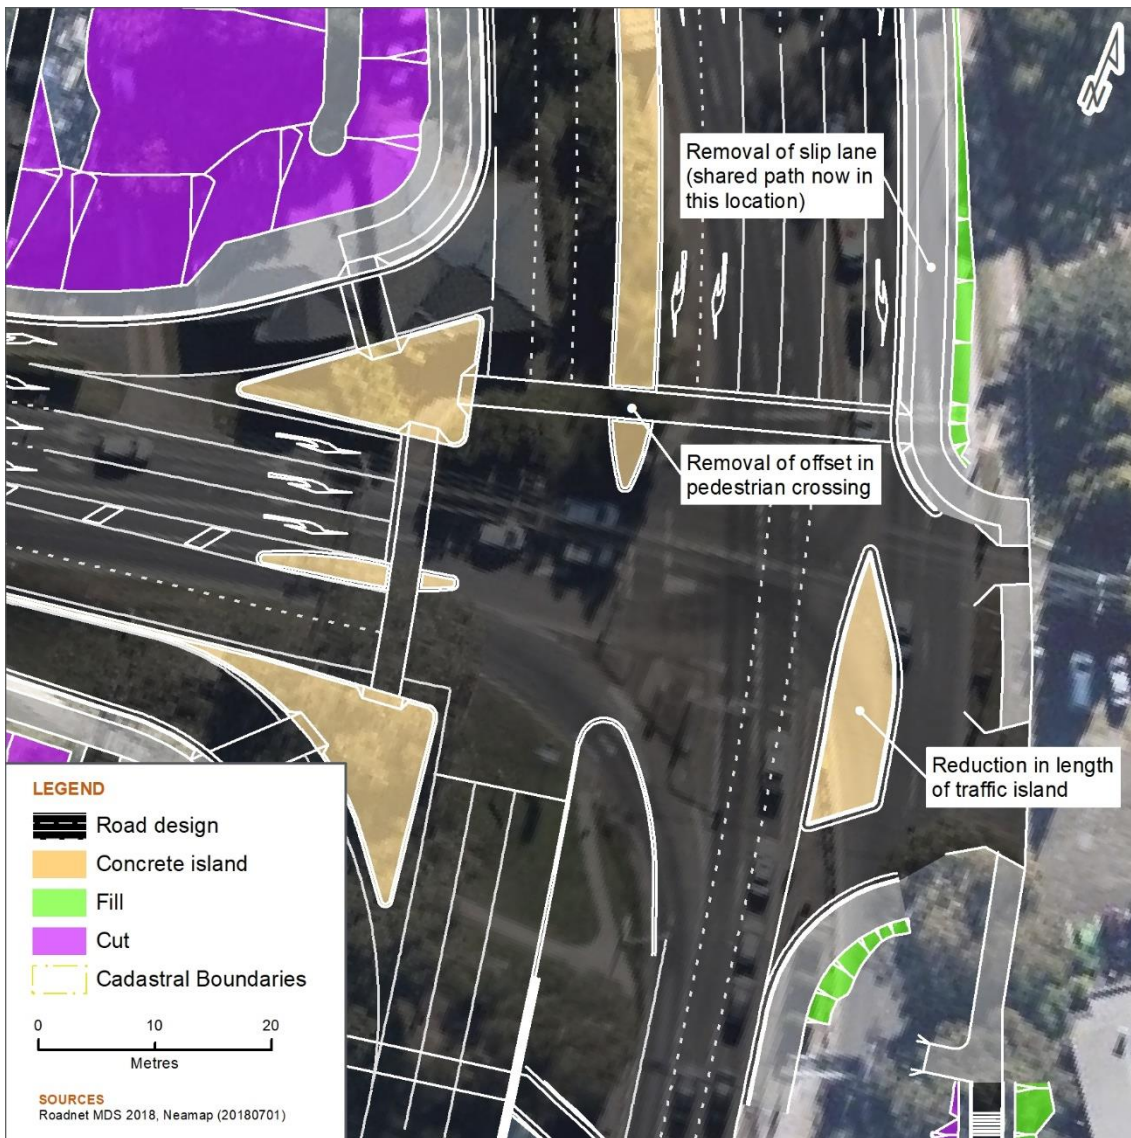 Removal of slip lane
(shared path now in
this location)
Removal of offset in
pedestrian crossing
Reduction in length
of traffic island
LEGEND
Road design
Concrete island
Fill
Cut
Cadastral Boundaries
0 10 20
Metres
SOURCES
Roadnet MDS 2018, Neamap (20180701)
N